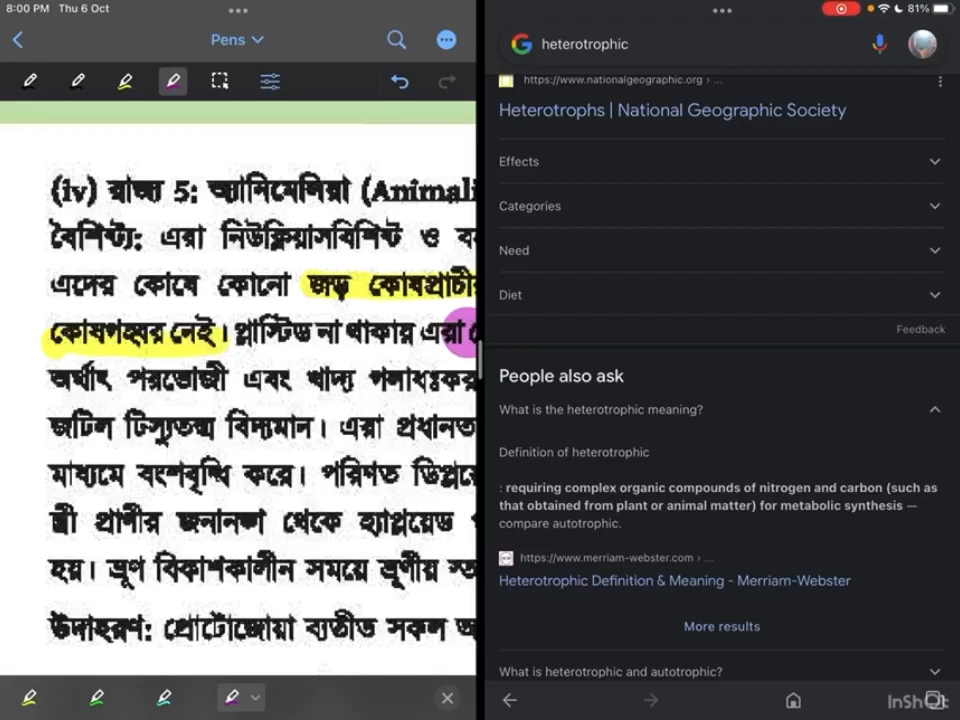 8:00 PM Thu 6 Oct
81%
Pens
heterotrophic
(iv) রাজ্য 5: অ্যানিমেলিয়া (Animali
বৈশিষ্ট্য: এরা নিউক্লিয়াসবিশিষ্ট ও ব
এদের কোষে কোনো জড় কোষপ্রাচীর
কোষগহ্বর নেই। প্লাস্টিড না থাকায় এরা
অর্থাৎ পরভোজী এবং খাদ্য গলাধঃকর
জটিল টিস্যুতন্ত্র বিদ্যমান। এরা প্রধানত
মাধ্যমে বংশবৃদ্ধি করে। পরিণত ডিপ্লয়ে
স্ত্রী প্রাণীর জনানঙ্গ থেকে হ্যাপ্লয়েড
হয়। ভ্রূণ বিকাশকালীন সময়ে ভ্রূণীয় স্ত
উদাহরণ: প্রোটোজোয়া ব্যতীত সকল অ
https://www.nationalgeographic.org › ...
Heterotrophs | National Geographic Society
Effects
Categories
Need
Diet
Feedback
People also ask
What is the heterotrophic meaning?
Definition of heterotrophic
: requiring complex organic compounds of nitrogen and carbon (such as
that obtained from plant or animal matter) for metabolic synthesis —
compare autotrophic.
https://www.merriam-webster.com › ...
Heterotrophic Definition & Meaning - Merriam-Webster
More results
What is heterotrophic and autotrophic?
InShOt